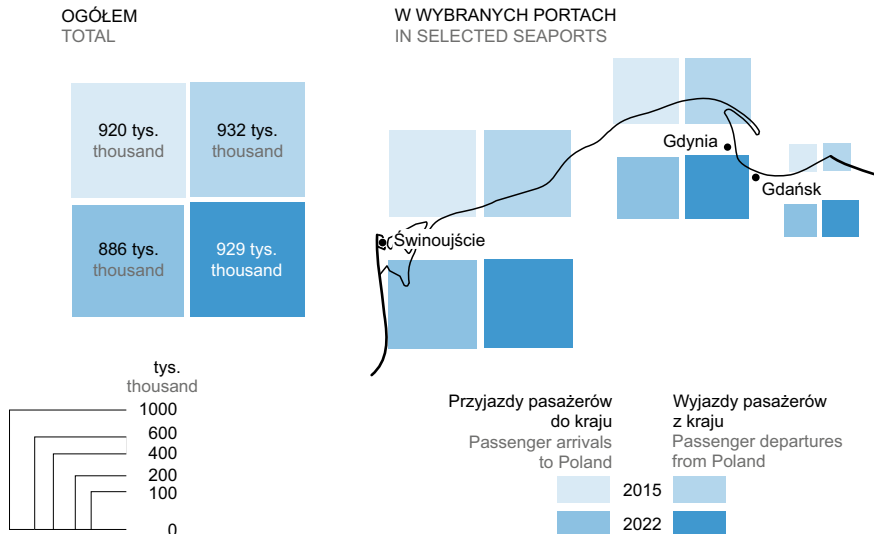 OGÓŁEM
TOTAL
W WYBRANYCH PORTACH
IN SELECTED SEAPORTS
920 tys.
thousand
932 tys.
thousand
886 tys.
thousand
929 tys.
thousand
Gdynia
Gdańsk
Świnoujście
tys.
thousand
1000
600
400
200
100
0
Przyjazdy pasażerów
do kraju
Passenger arrivals
to Poland
Wyjazdy pasażerów
z kraju
Passenger departures
from Poland
2015
2022